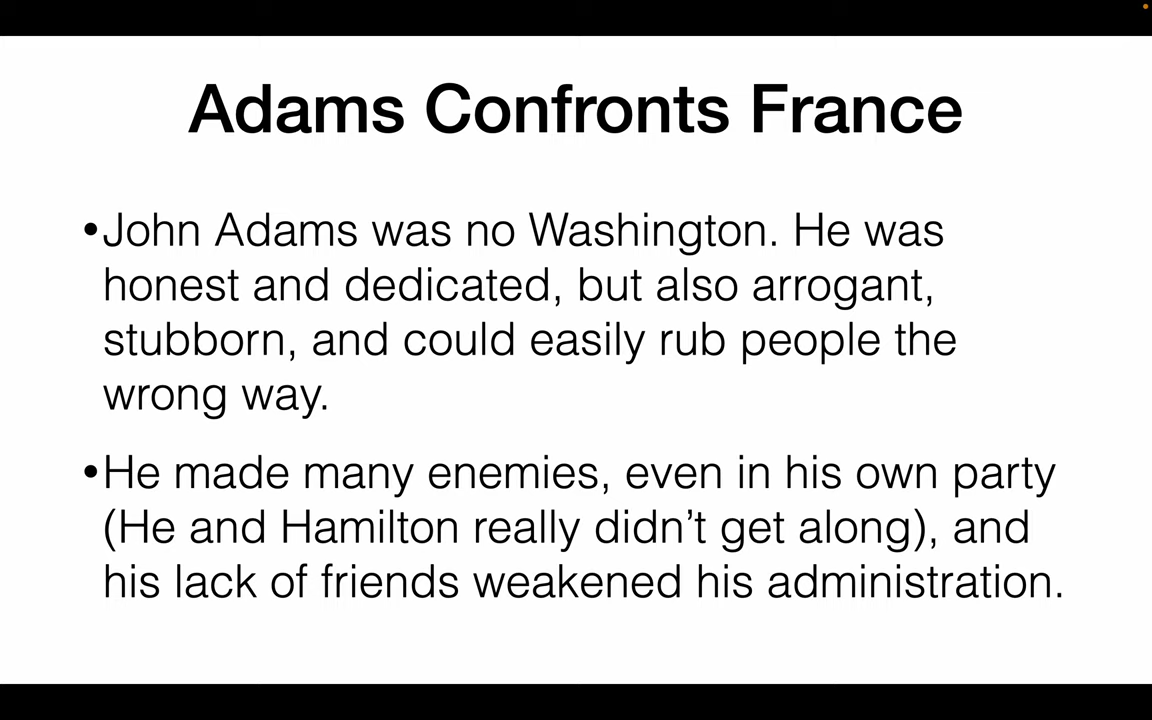 Adams Confronts France
•John Adams was no Washington. He was
honest and dedicated, but also arrogant,
stubborn, and could easily rub people the
wrong way.
•He made many enemies, even in his own party
(He and Hamilton really didn’t get along), and
his lack of friends weakened his administration.